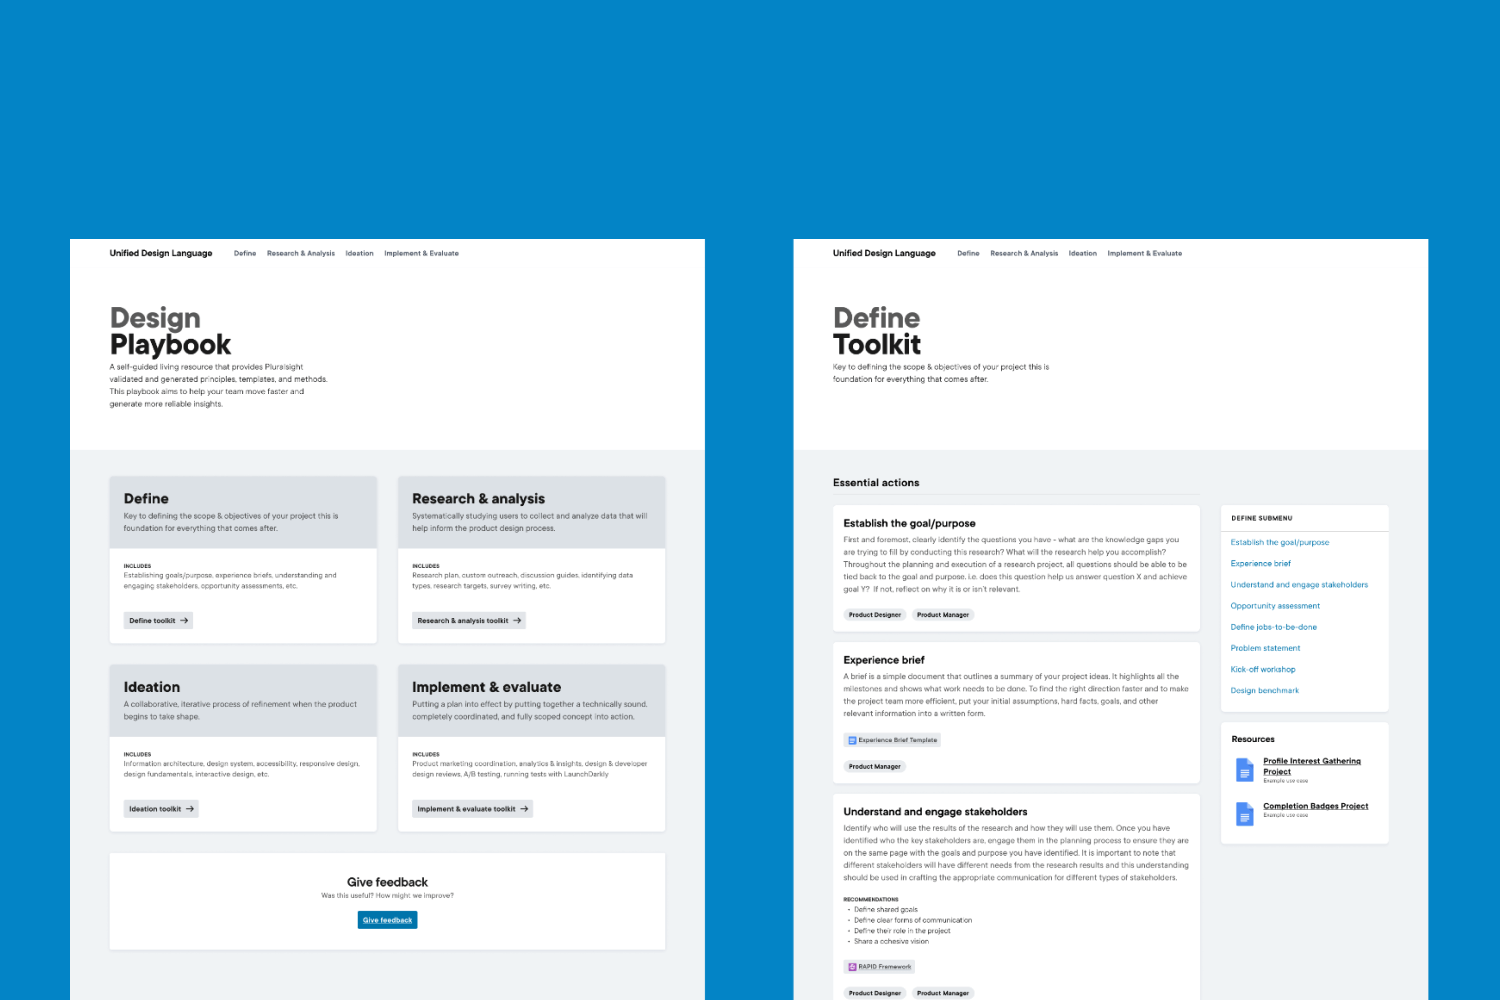 Unified Design Language Define Research & Analysis Ideation Implement & Evaluate
Design
Playbook
A self-guided living resource that provides Pluralsight
validated and generated principles, templates, and methods.
This playbook aims to help your team move faster and
generate more reliable insights.
Define
Key to defining the scope & objectives of your project this is
foundation for everything that comes after.
INCLUDES
Establishing goals/purpose, experience briefs, understanding and
engaging stakeholders, opportunity assessments, etc.
Define toolkit →
Research & analysis
Systematically studying users to collect and analyze data that will
help inform the product design process.
INCLUDES
Research plan, custom outreach, discussion guides, identifying data
types, research targets, survey writing, etc.
Research & analysis toolkit →
Ideation
A collaborative, iterative process of refinement when the product
begins to take shape.
INCLUDES
Information architecture, design system, accessibility, responsive design,
design fundamentals, interactive design, etc.
Ideation toolkit →
Implement & evaluate
Putting a plan into effect by putting together a technically sound,
completely coordinated, and fully scoped concept into action.
INCLUDES
Product marketing coordination, analytics & insights, design & developer
design reviews, A/B testing, running tests with LaunchDarkly
Implement & evaluate toolkit →
Give feedback
Was this useful? How might we improve?
Give feedback
Unified Design Language Define Research & Analysis Ideation Implement & Evaluate
Define
Toolkit
Key to defining the scope & objectives of your project this is
foundation for everything that comes after.
Essential actions
Establish the goal/purpose
First and foremost, clearly identify the questions you have - what are the knowledge gaps you
are trying to fill by conducting this research? What will the research help you accomplish?
Throughout the planning and execution of a research project, all questions should be able to be
tied back to the goal and purpose. i.e. does this question help us answer question X and achieve
goal Y? If not, reflect on why it is or isn't relevant.
Product Designer Product Manager
Experience brief
A brief is a simple document that outlines a summary of your project ideas. It highlights all the
milestones and shows what work needs to be done. To find the right direction faster and to make
the project team more efficient, put your initial assumptions, hard facts, goals, and other
relevant information into a written form.
Experience Brief Template
Product Manager
Understand and engage stakeholders
Identify who will use the results of the research and how they will use them. Once you have
identified who the key stakeholders are, engage them in the planning process to ensure they are
on the same page with the goals and purpose you have identified. It is important to note that
different stakeholders will have different needs from the research results and this understanding
should be used in crafting the appropriate communication for different types of stakeholders.
RECOMMENDATIONS
• Define shared goals
• Define clear forms of communication
• Define their role in the project
• Share a cohesive vision
RAPID Framework
Product Designer Product Manager
DEFINE SUBMENU
Establish the goal/purpose
Experience brief
Understand and engage stakeholders
Opportunity assessment
Define jobs-to-be-done
Problem statement
Kick-off workshop
Design benchmark
Resources
Profile Interest Gathering
Project
Example use case
Completion Badges Project
Example use case